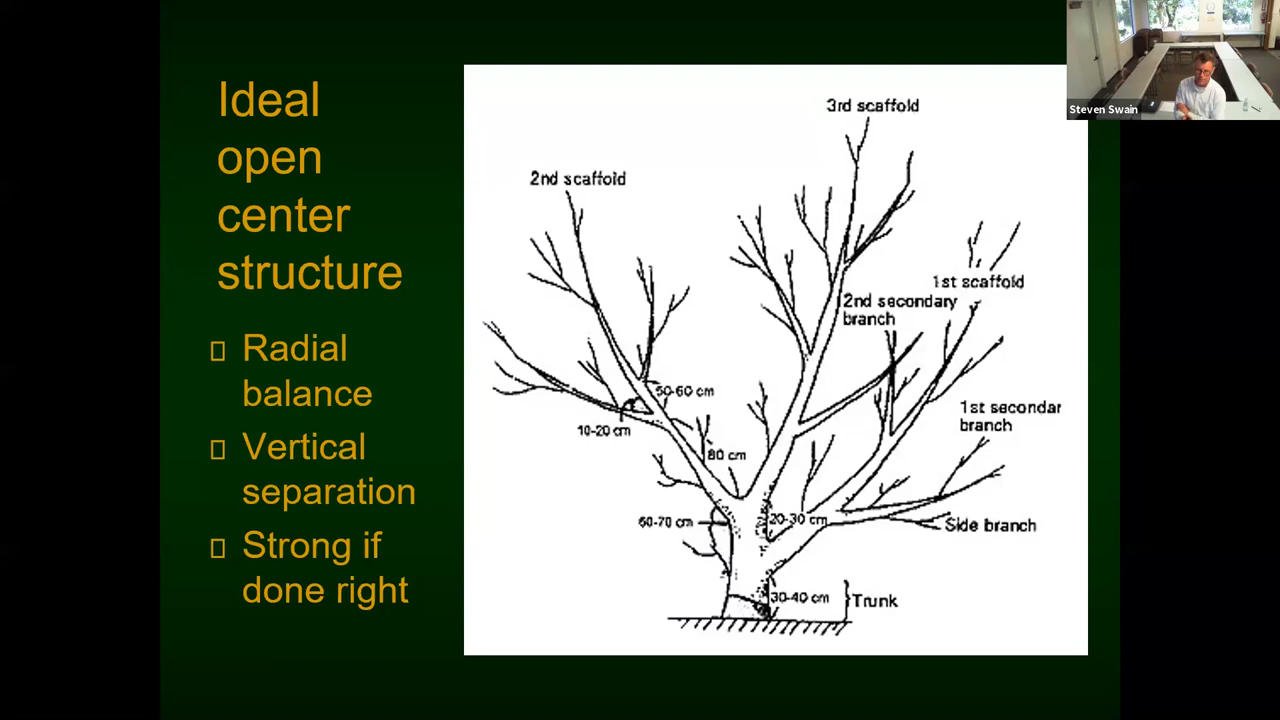 Ideal
open
center
structure
Radial
balance
Vertical
separation
Strong if
done right
3rd scaffold
2nd scaffold
1st scaffold
2nd secondary
branch
50-60 cm
10-20 cm
1st secondar
branch
80 cm
60-70 cm
20-30 cm
Side branch
30-40 cm
Trunk
Steven Swain